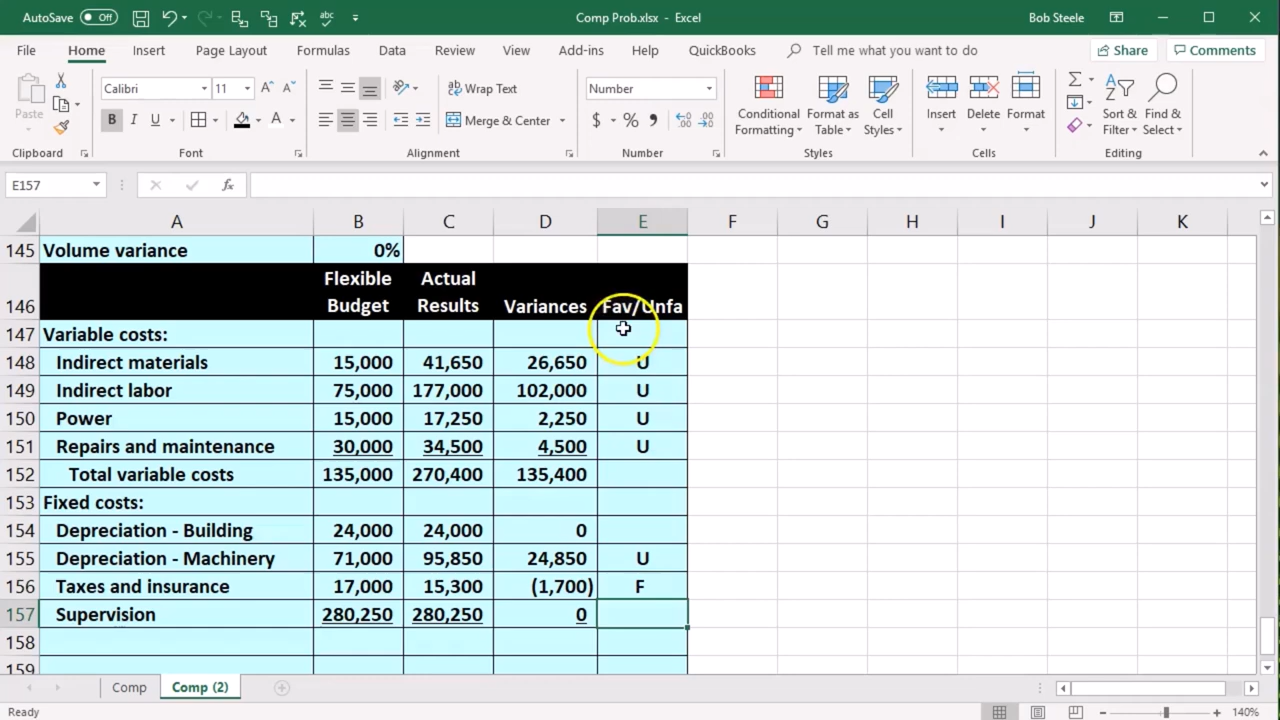 AutoSave Off Comp Prob.xlsx - Excel Bob Steele
File Home Insert Page Layout Formulas Data Review View Add-ins Help QuickBooks Tell me what you want to do Share Comments
Paste Calibri 11 Wrap Text Number Conditional Formatting Format as Table Cell Styles Insert Delete Format Sort & Filter Find & Select
B I U A Merge & Center $ % ,
Clipboard Font Alignment Number Styles Cells Editing
E157 fx
A B C D E F G H I J K
145 Volume variance 0%
146 Flexible Budget Actual Results Variances Fav/Unfa
147 Variable costs:
148 Indirect materials 15,000 41,650 26,650 U
149 Indirect labor 75,000 177,000 102,000 U
150 Power 15,000 17,250 2,250 U
151 Repairs and maintenance 30,000 34,500 4,500 U
152 Total variable costs 135,000 270,400 135,400
153 Fixed costs:
154 Depreciation - Building 24,000 24,000 0
155 Depreciation - Machinery 71,000 95,850 24,850 U
156 Taxes and insurance 17,000 15,300 (1,700) F
157 Supervision 280,250 280,250 0
158
159
Comp Comp (2)
Ready 140%